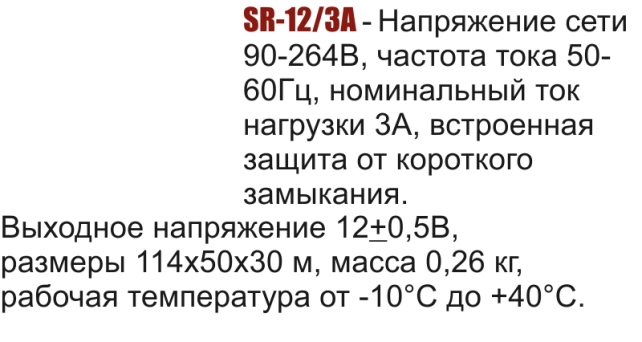 SR-12/3А - Напряжение сети
90-264В, частота тока 50-
60Гц, номинальный ток
нагрузки 3А, встроенная
защита от короткого
замыкания.
Выходное напряжение 12±0,5В,
размеры 114х50х30 м, масса 0,26 кг,
рабочая температура от -10°С до +40°С.